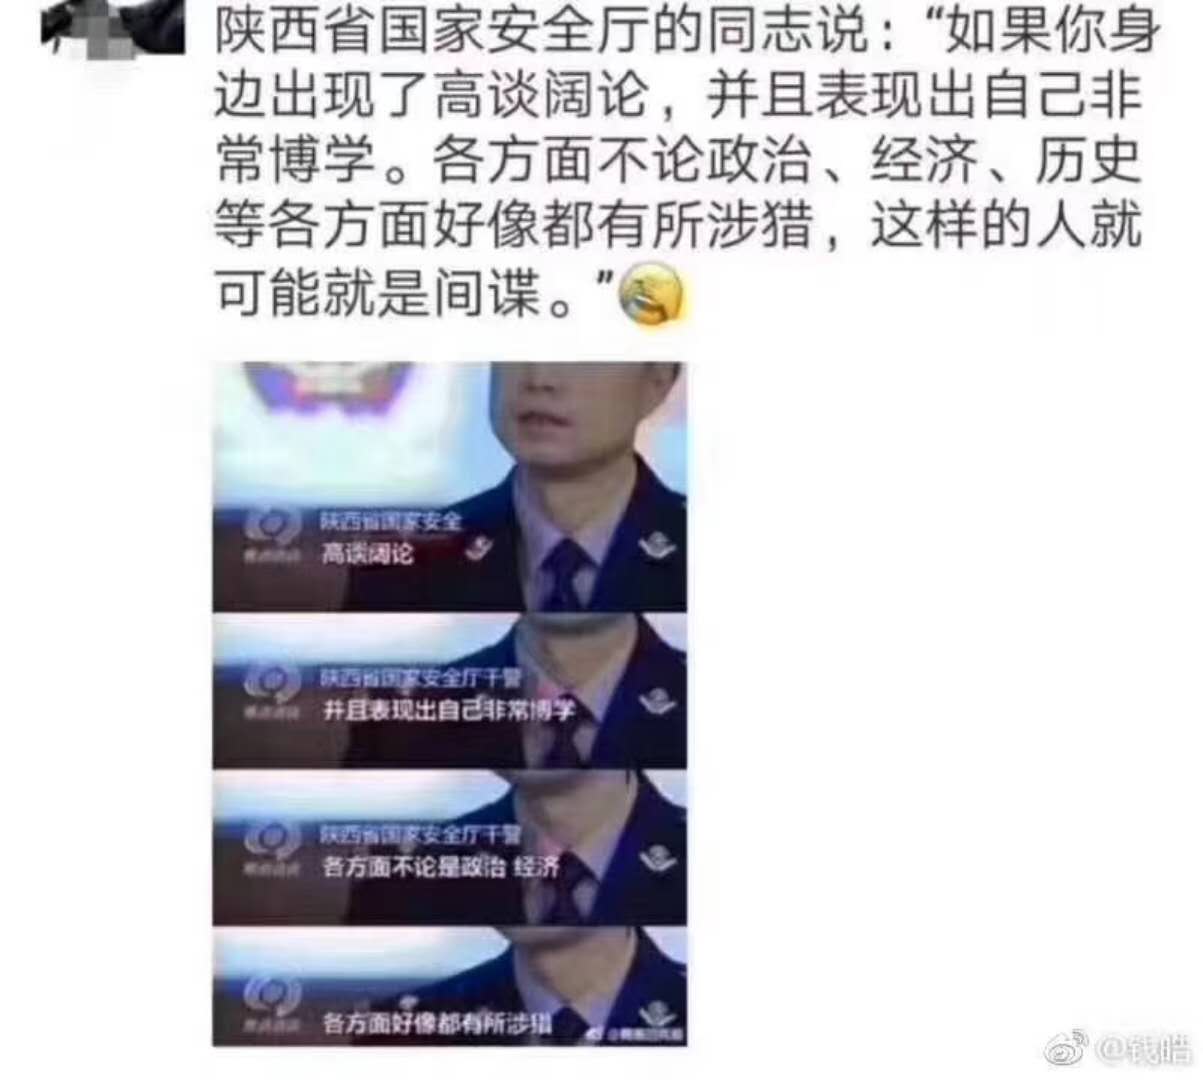 陕西省国家安全厅的同志说：“如果你身
边出现了高谈阔论，并且表现出自己非
常博学。各方面不论政治、经济、历史
等各方面好像都有所涉猎，这样的人就
可能就是间谍。”
陕西省国家安全
高谈阔论
陕西省国家安全厅干警
并且表现出自己非常博学
陕西省国家安全厅干警
各方面不论是政治 经济
各方面好像都有所涉猎
@钱皓